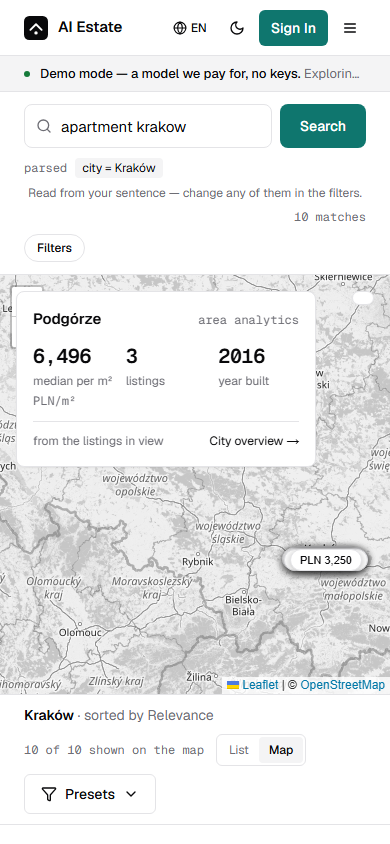 AI Estate
EN
Sign In
Demo mode — a model we pay for, no keys. Explorin...
apartment krakow
Search
parsed city = Kraków
Read from your sentence — change any of them in the filters.
10 matches
Filters
Skierniewice
Podgórze
area analytics
6,496 3 2016
median per m² listings year built
PLN/m²
from the listings in view
City overview →
województwo
opolskie
województwo
śląskie
PLN 3,250
Rybnik
Olomoucký
kraj
Moravskoslezský
kraj
województwo
małopolskie
Bielsko-
Biała
Olomouc
Now
Zlínský kraj
Žilina
ihomoravský
Leaflet | © OpenStreetMap
Kraków · sorted by Relevance
10 of 10 shown on the map
List Map
Presets